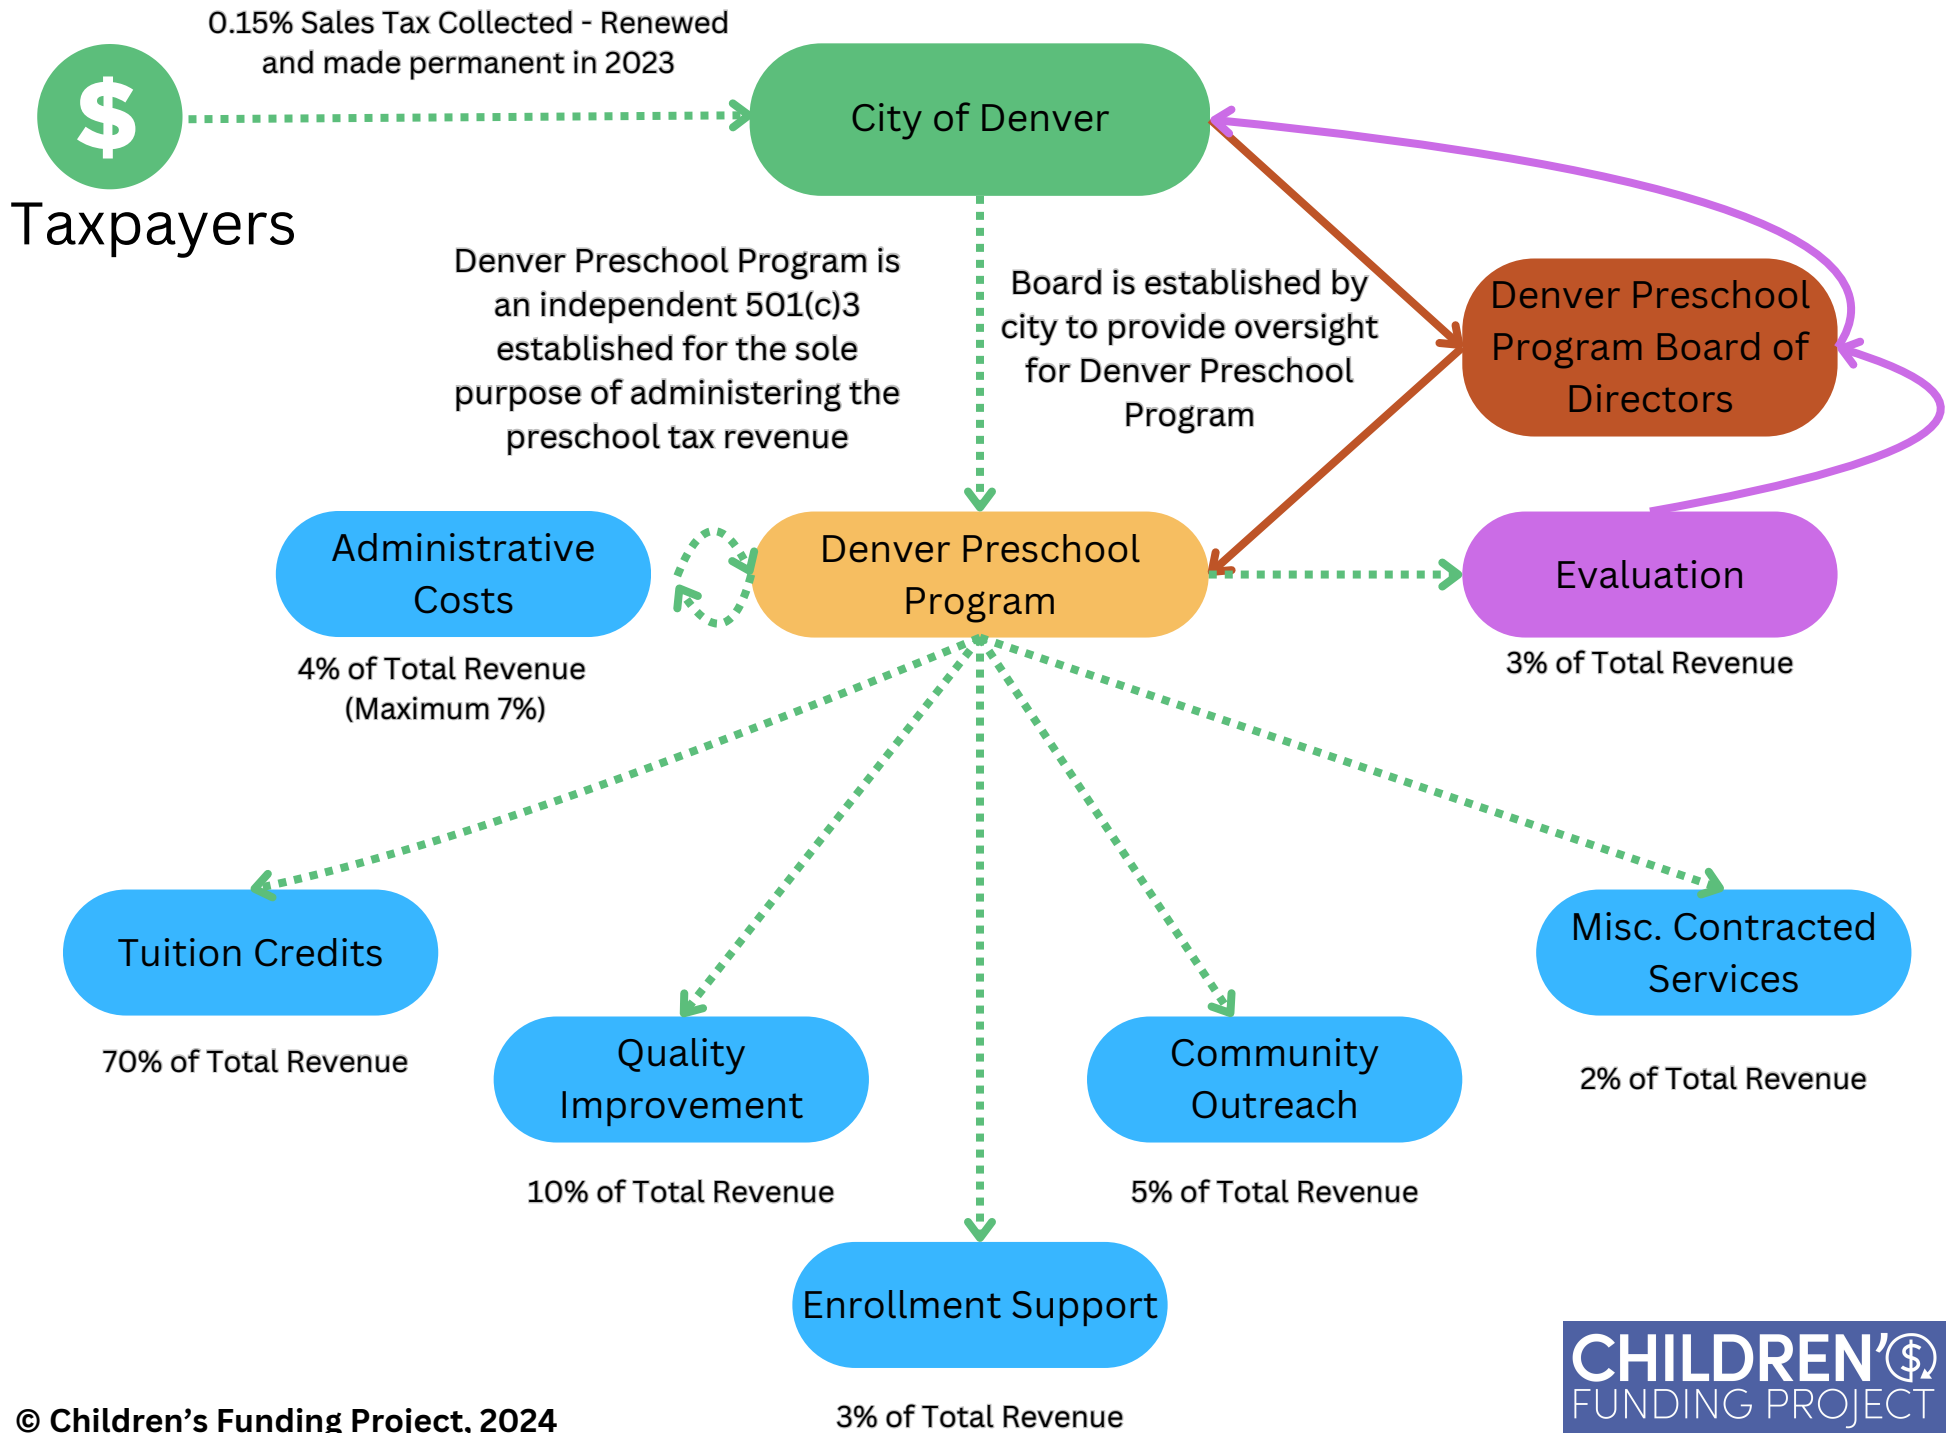 0.15% Sales Tax Collected - Renewed
and made permanent in 2023
$
Taxpayers
City of Denver
Denver Preschool Program is
an independent 501(c)3
established for the sole
purpose of administering the
preschool tax revenue
Board is established by
city to provide oversight
for Denver Preschool
Program
Denver Preschool
Program Board of
Directors
Administrative
Costs
4% of Total Revenue
(Maximum 7%)
Denver Preschool
Program
Evaluation
3% of Total Revenue
Tuition Credits
70% of Total Revenue
Quality
Improvement
10% of Total Revenue
Enrollment Support
3% of Total Revenue
Community
Outreach
5% of Total Revenue
Misc. Contracted
Services
2% of Total Revenue
© Children’s Funding Project, 2024
CHILDREN’$
FUNDING PROJECT